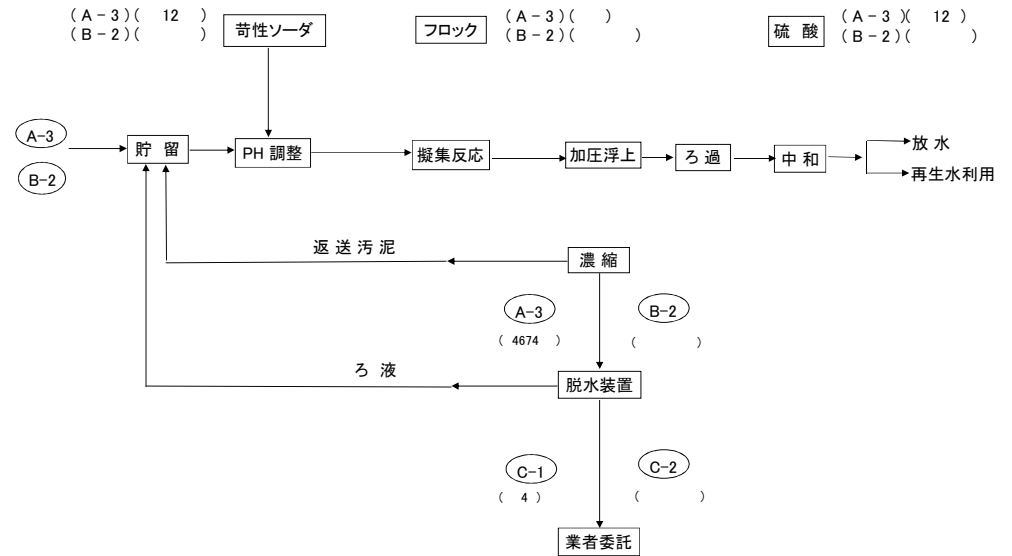 (A-3)( 12 )
(B-2)( )
苛性ソーダ
フロック
(A-3)( )
(B-2)( )
硫 酸
(A-3)( 12 )
(B-2)( )
A-3
B-2
貯 留
PH 調整
擬集反応
加圧浮上
ろ 過
中 和
放 水
再生水利用
返 送 汚 泥
濃 縮
A-3
B-2
( 4674 )
( )
ろ 液
脱水装置
C-1
C-2
( 4 )
( )
業者委託